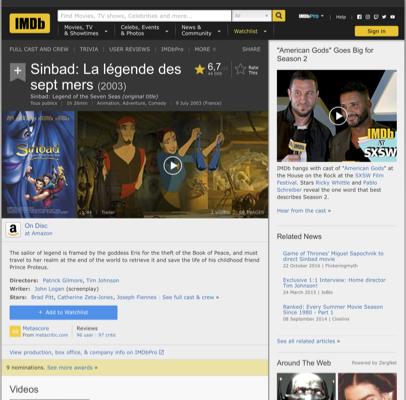 IMDb
Find Movies, TV shows, Celebrities and more...
All
IMDbPro
Help
Movies, TV & Showtimes
Celebs, Events & Photos
News & Community
Watchlist
Sign in
FULL CAST AND CREW | TRIVIA | USER REVIEWS | IMDbPro | MORE
SHARE
Sinbad: La légende des
sept mers (2003)
Sinbad: Legend of the Seven Seas (original title)
Tous publics | 1h 26min | Animation, Adventure, Comedy | 9 July 2003 (France)
6,7
Rate
This
Sinbad
Trailer
a
On Disc
at Amazon
The sailor of legend is framed by the goddess Eris for the theft of the Book of Peace, and must
travel to her realm at the end of the world to retrieve it and save the life of his childhood friend
Prince Proteus.
Directors: Patrick Gilmore, Tim Johnson
Writer: John Logan (screenplay)
Stars: Brad Pitt, Catherine Zeta-Jones, Joseph Fiennes | See full cast & crew »
+ Add to Watchlist
Metascore
From metacritic.com
Reviews
96 user | 97 critic
View production, box office, & company info on IMDbPro
9 nominations. See more awards »
Videos
"American Gods" Goes Big for
Season 2
IMDb
SXSW
IMDb hangs with cast of "American Gods" at
the House on the Rock at the SXSW Film
Festival. Stars Ricky Whittle and Pablo
Schreiber reveal the one word that best
describes Season 2.
Hear from the cast »
Related News
Game of Thrones' Miguel Sapochnik to
direct Sinbad movie
22 October 2016 | Flickeringmyth
Exclusive 1:1 Interview: Home director
Tim Johnson!
24 March 2015 | JoBlo
Ranked: Every Summer Movie Season
Since 1980 - Part 1
08 September 2014 | Cinelinx
See all related articles »
Around The Web
Powered by ZergNet